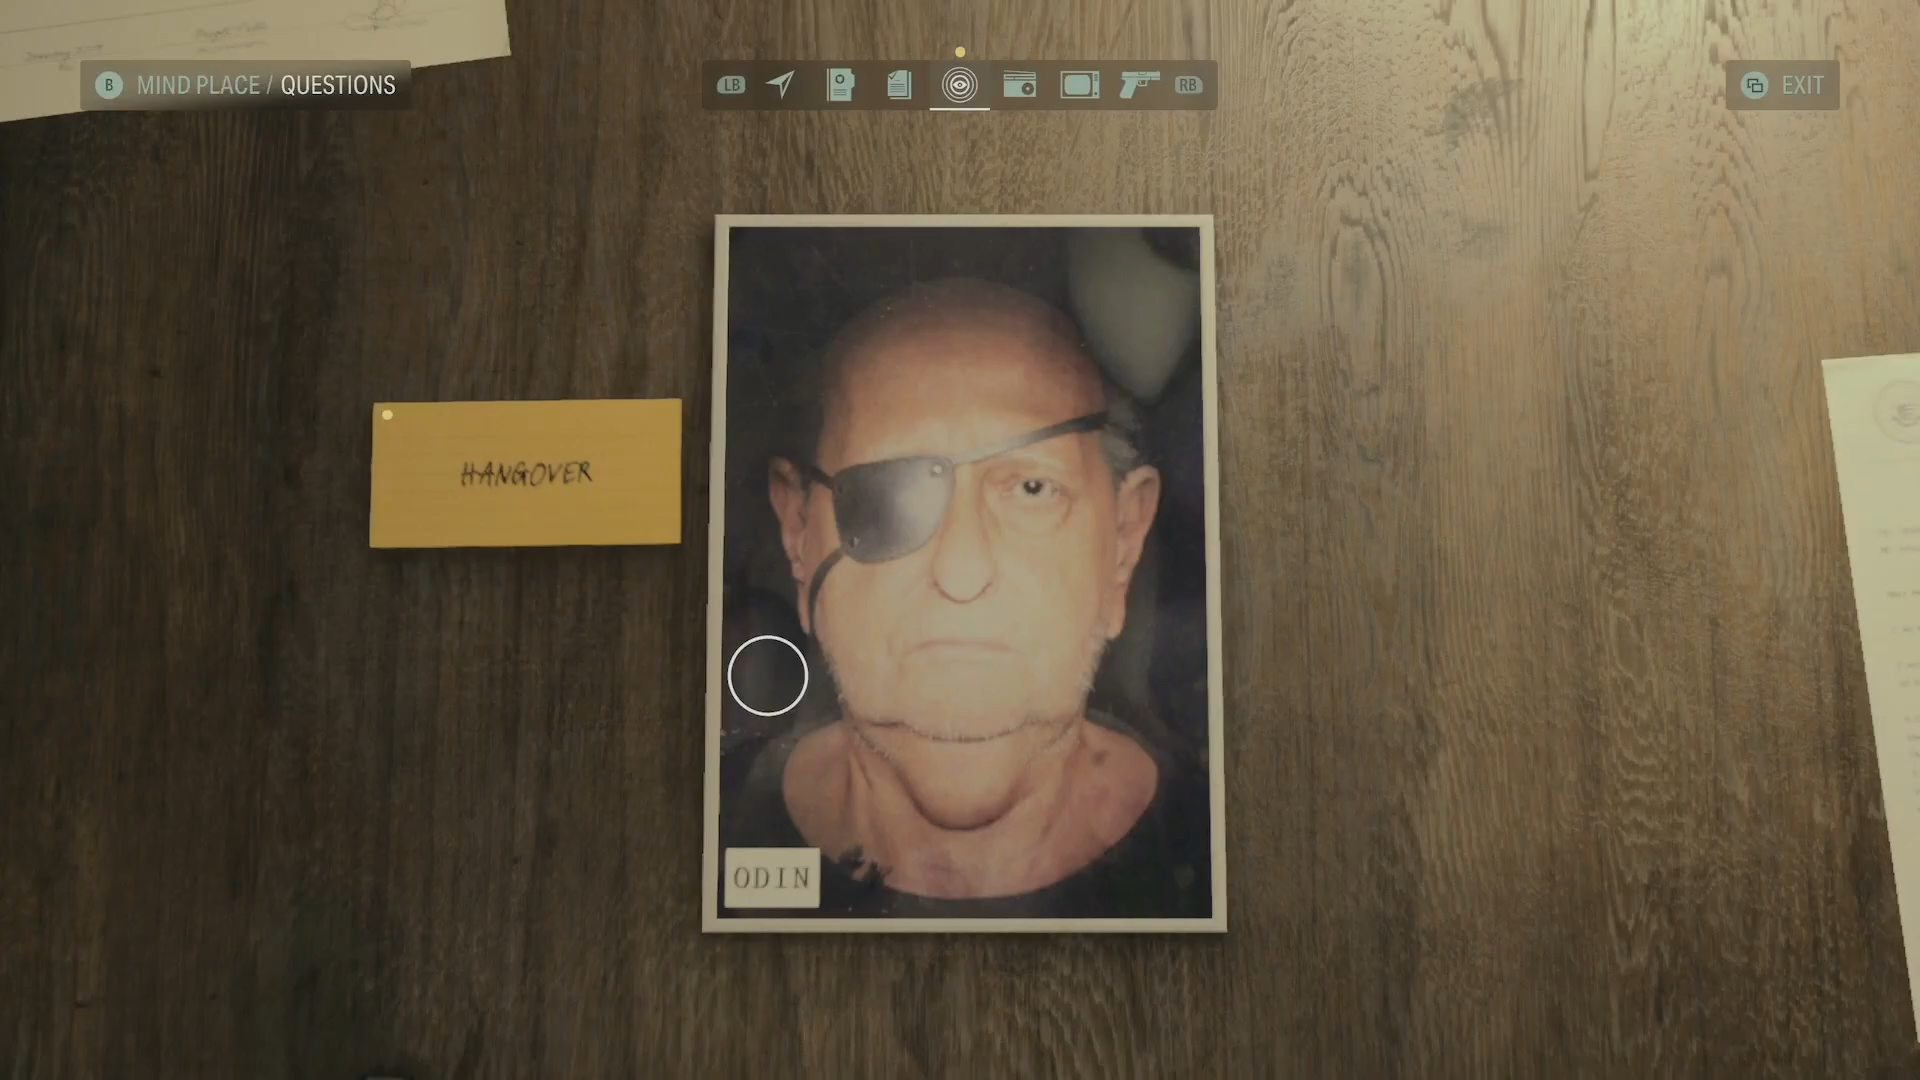 B MIND PLACE / QUESTIONS
LB
RB
EXIT
HANGOVER
ODIN